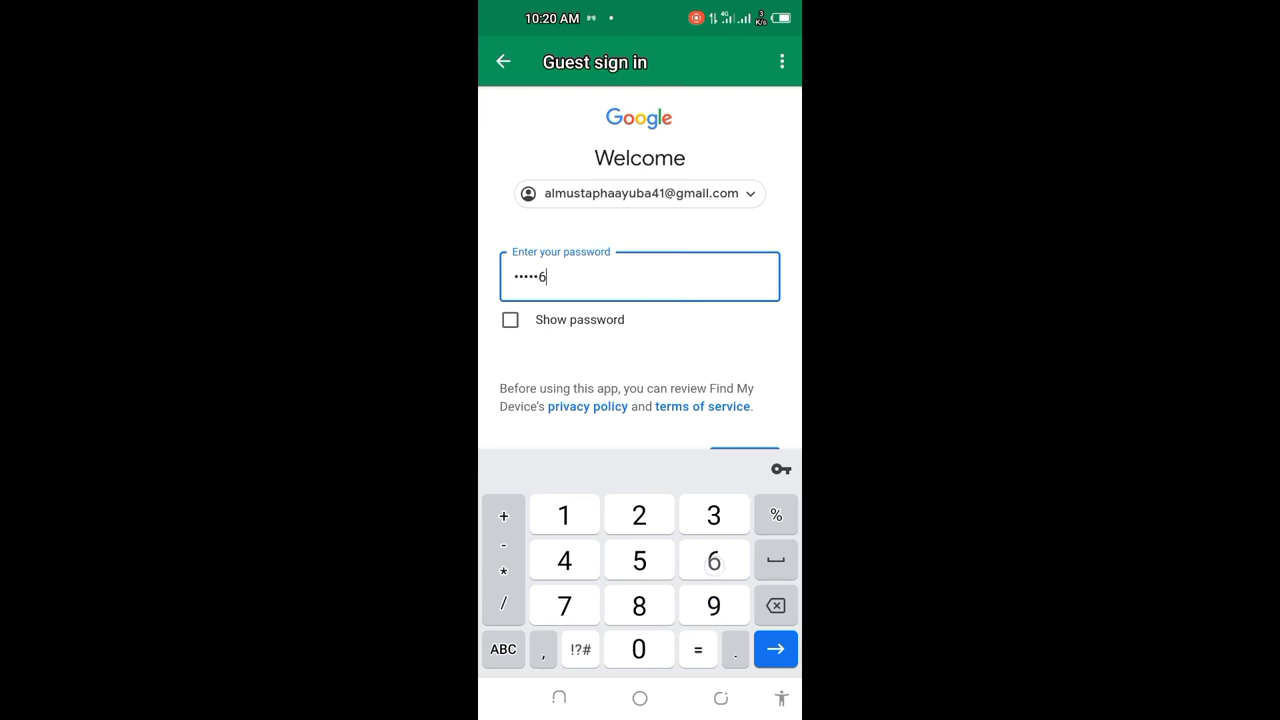 10:20 AM
4G
3
K/s
Guest sign in
Google
Welcome
almustaphaayuba41@gmail.com
Enter your password
•••••6
Show password
Before using this app, you can review Find My
Device's privacy policy and terms of service.
+ 1 2 3 %
-
4 5 6
*
/ 7 8 9
ABC , !?# 0 = .